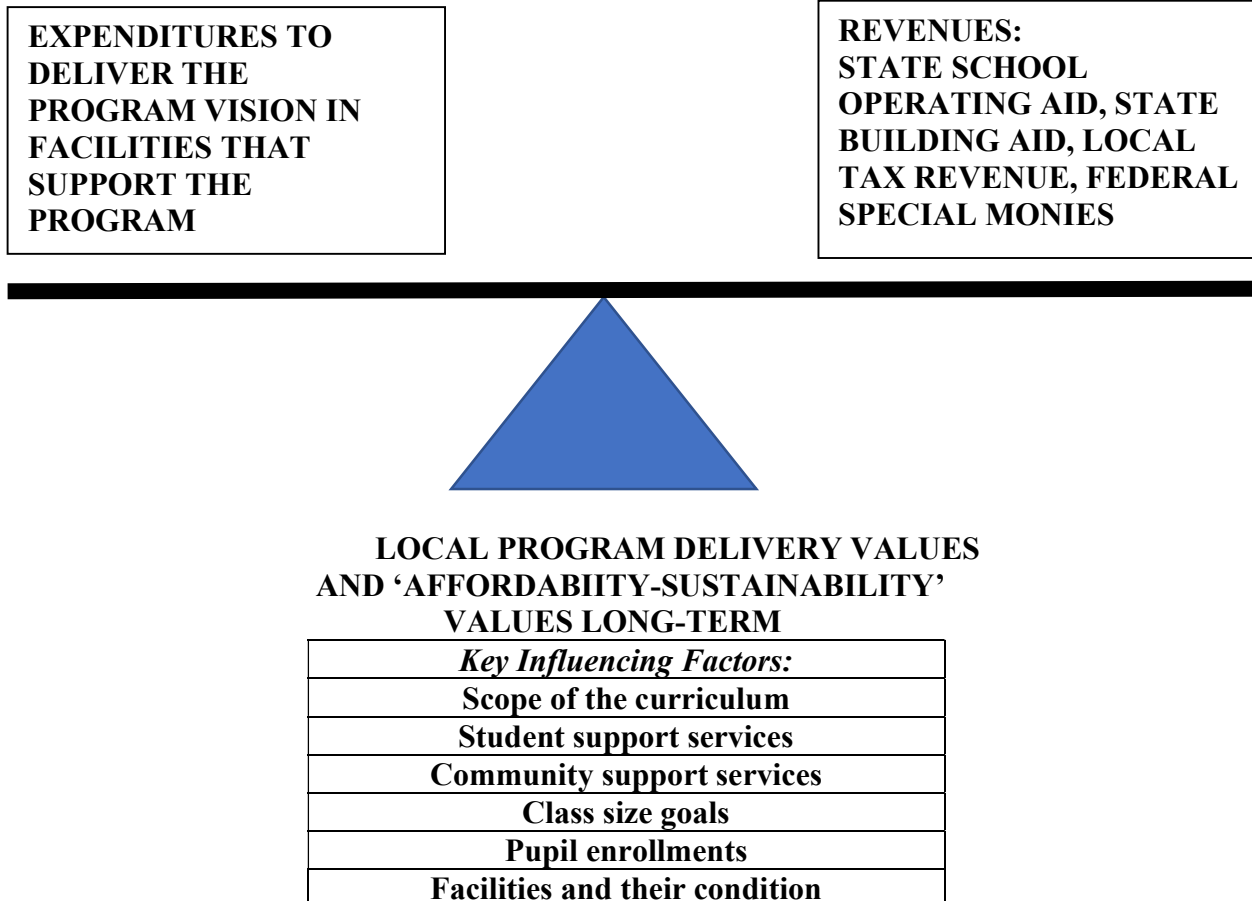 EXPENDITURES TO
DELIVER THE
PROGRAM VISION IN
FACILITIES THAT
SUPPORT THE
PROGRAM
REVENUES:
STATE SCHOOL
OPERATING AID, STATE
BUILDING AID, LOCAL
TAX REVENUE, FEDERAL
SPECIAL MONIES
LOCAL PROGRAM DELIVERY VALUES
AND ‘AFFORDABIITY-SUSTAINABILITY’
VALUES LONG-TERM
Key Influencing Factors:
Scope of the curriculum
Student support services
Community support services
Class size goals
Pupil enrollments
Facilities and their condition